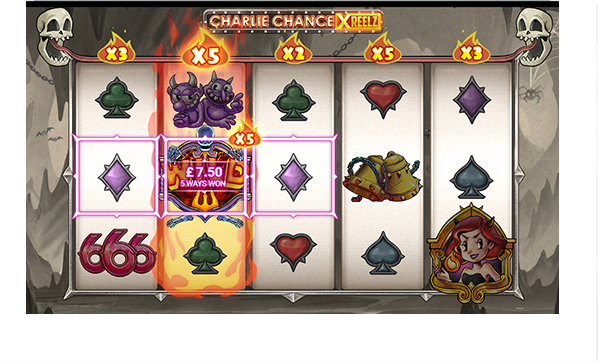 CHARLIE CHANCE XREELZ
X3
X5
X2
X5
X3
X5
£7.50
5 WAYS WON
666